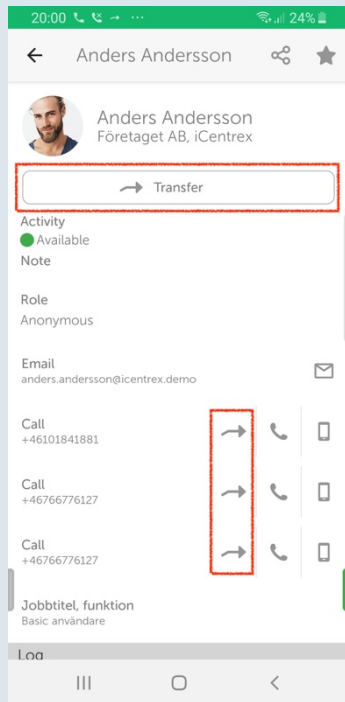 20:00 24%
Anders Andersson
Anders Andersson
Företaget AB, iCentrex
Transfer
Activity
Available
Note
Role
Anonymous
Email
anders.andersson@icentrex.demo
Call
+46101841881
Call
+46766776127
Call
+46766776127
Jobbtitel, funktion
Basic användare
Log